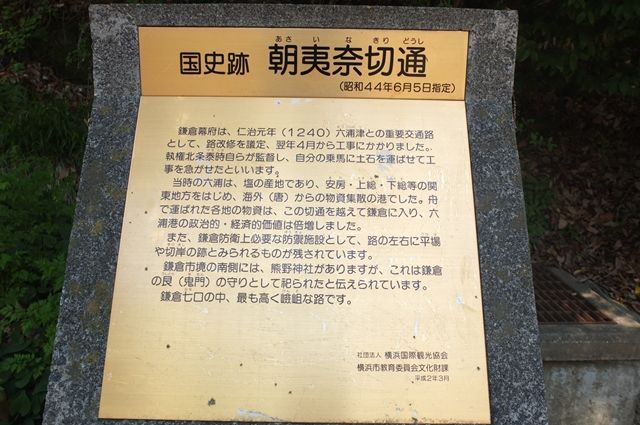 あさ い な きり どうし
国史跡 朝夷奈切通
(昭和44年6月5日指定)
鎌倉幕府は、仁治元年(1240)六浦津との重要交通路
として、路改修を議定、翌年4月から工事にかかりました。
執権北条泰時自らが監督し、自分の乗馬に土石を運ばせて工
事を急がせたといいます。
当時の六浦は、塩の産地であり、安房・上総・下総等の関
東地方をはじめ、海外(唐)からの物資集散の港でした。舟
で運ばれた各地の物資は、この切通を越えて鎌倉に入り、六
浦港の政治的・経済的価値は倍増しました。
また、鎌倉防衛上必要な防禦施設として、路の左右に平場
や切岸の跡とみられるものが残されています。
鎌倉市境の南側には、熊野神社がありますが、これは鎌倉
の艮(鬼門)の守りとして祀られたと伝えられています。
鎌倉七口の中、最も高く嶮岨な路です。
社団法人 横浜国際観光協会
横浜市教育委員会文化財課
平成2年3月